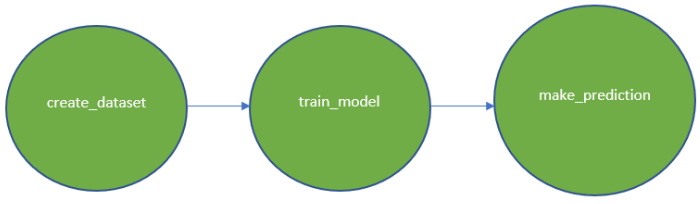 create_dataset
train_model
make_prediction